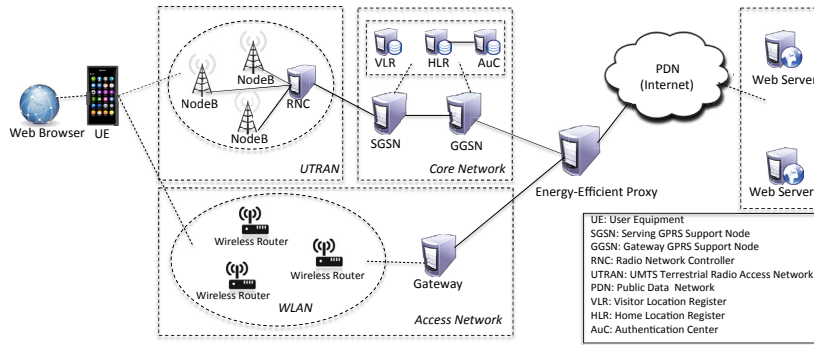 Web Browser
UE
NodeB
NodeB
NodeB
RNC
UTRAN
VLR
HLR
AuC
SGSN
GGSN
Core Network
Energy-Efficient Proxy
PDN
(Internet)
Web Server
Web Server
Wireless Router
Wireless Router
Wireless Router
WLAN
Gateway
Access Network
UE: User Equipment
SGSN: Serving GPRS Support Node
GGSN: Gateway GPRS Support Node
RNC: Radio Network Controller
UTRAN: UMTS Terrestrial Radio Access Network
PDN: Public Data Network
VLR: Visitor Location Register
HLR: Home Location Register
AuC: Authentication Center